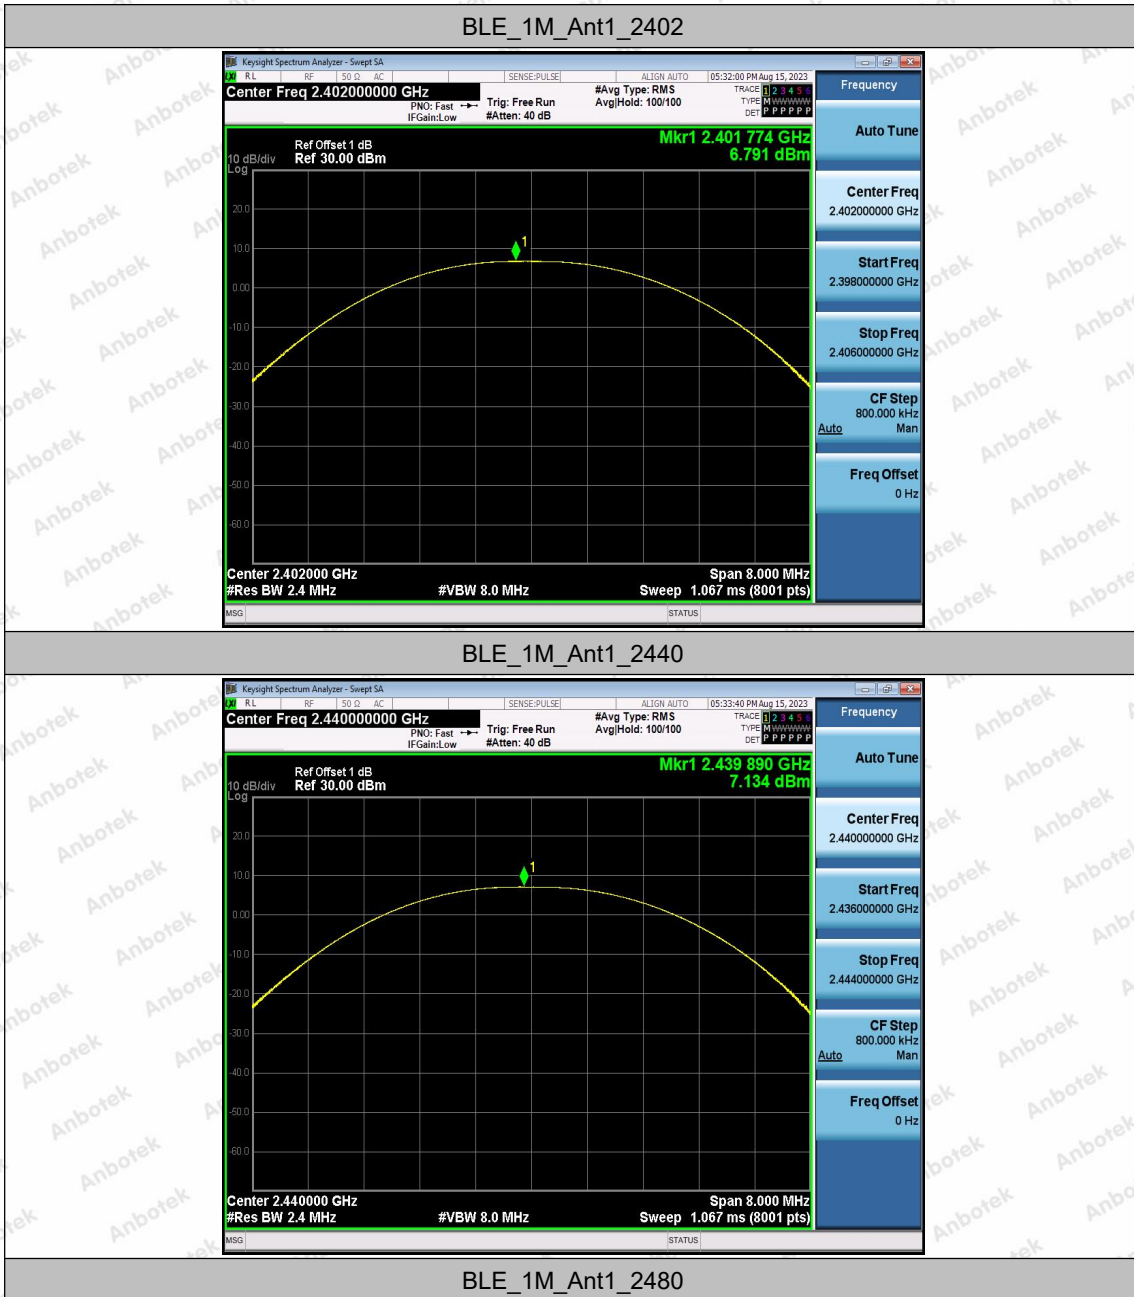 BLE_1M_Ant1_2402
Keysight Spectrum Analyzer - Swept SA
LXI RL RF 50 Ω AC SENSE:PULSE ALIGN AUTO 05:32:00 PM Aug 15, 2023
Center Freq 2.402000000 GHz
PNO: Fast
IFGain:Low
Trig: Free Run
#Atten: 40 dB
#Avg Type: RMS
Avg|Hold: 100/100
TRACE 1 2 3 4 5 6
TYPE M W W W W W
DET P P P P P P
Frequency
Auto Tune
Center Freq
2.402000000 GHz
Start Freq
2.398000000 GHz
Stop Freq
2.406000000 GHz
CF Step
800.000 kHz
Auto Man
Freq Offset
0 Hz
Mkr1 2.401 774 GHz
6.791 dBm
Ref Offset 1 dB
10 dB/div Ref 30.00 dBm
Log
20.0
10.0
0.00
-10.0
-20.0
-30.0
-40.0
-50.0
-60.0
1
Center 2.402000 GHz Span 8.000 MHz
#Res BW 2.4 MHz #VBW 8.0 MHz Sweep 1.067 ms (8001 pts)
MSG STATUS
BLE_1M_Ant1_2440
Keysight Spectrum Analyzer - Swept SA
LXI RL RF 50 Ω AC SENSE:PULSE ALIGN AUTO 05:33:40 PM Aug 15, 2023
Center Freq 2.440000000 GHz
PNO: Fast
IFGain:Low
Trig: Free Run
#Atten: 40 dB
#Avg Type: RMS
Avg|Hold: 100/100
TRACE 1 2 3 4 5 6
TYPE M W W W W W
DET P P P P P P
Frequency
Auto Tune
Center Freq
2.440000000 GHz
Start Freq
2.436000000 GHz
Stop Freq
2.444000000 GHz
CF Step
800.000 kHz
Auto Man
Freq Offset
0 Hz
Mkr1 2.439 890 GHz
7.134 dBm
Ref Offset 1 dB
10 dB/div Ref 30.00 dBm
Log
20.0
10.0
0.00
-10.0
-20.0
-30.0
-40.0
-50.0
-60.0
1
Center 2.440000 GHz Span 8.000 MHz
#Res BW 2.4 MHz #VBW 8.0 MHz Sweep 1.067 ms (8001 pts)
MSG STATUS
BLE_1M_Ant1_2480
Anbotek